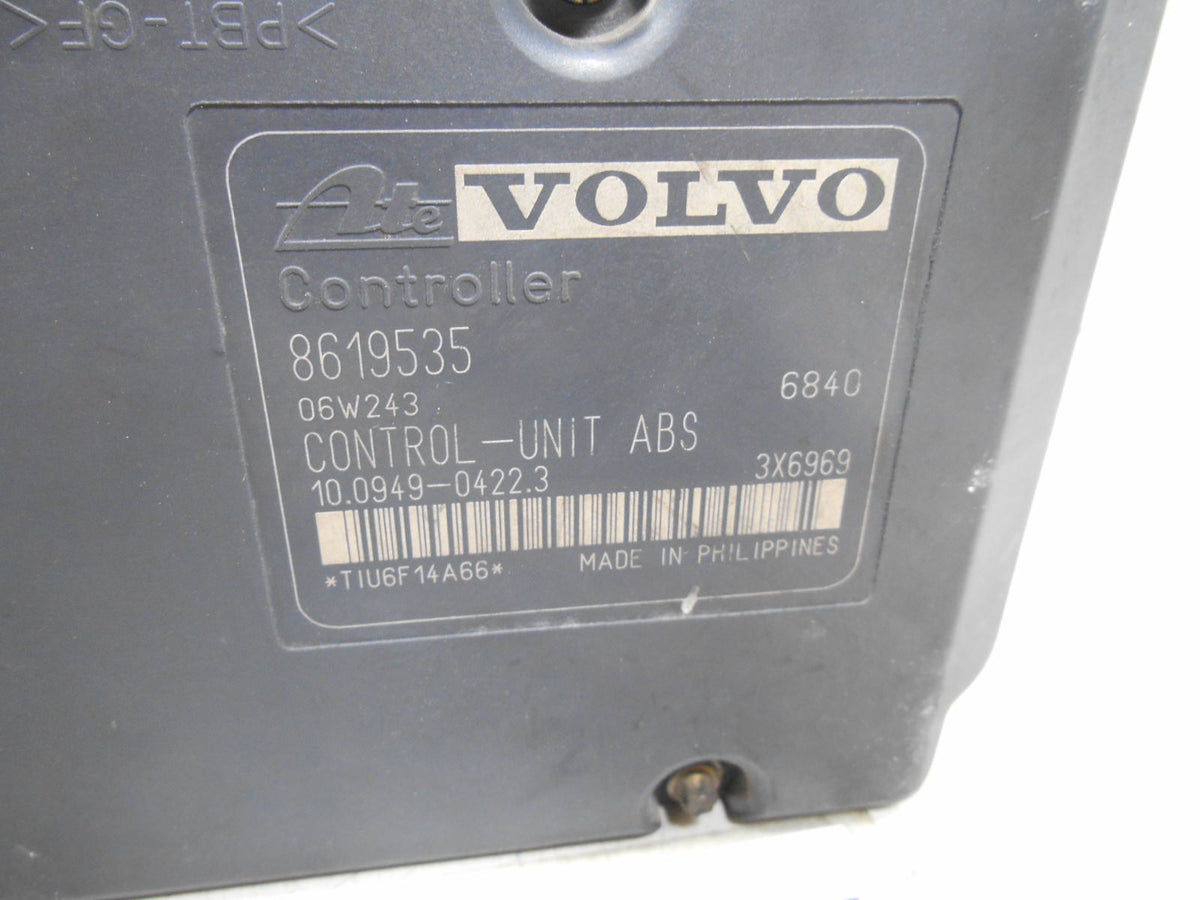 >PBT-GF<
Ate VOLVO
Controller
8619535
06W243 6840
CONTROL-UNiT ABS
10.0949-0422.3 3X6969
*TIU6F14A66* MADE IN PHILIPPINES